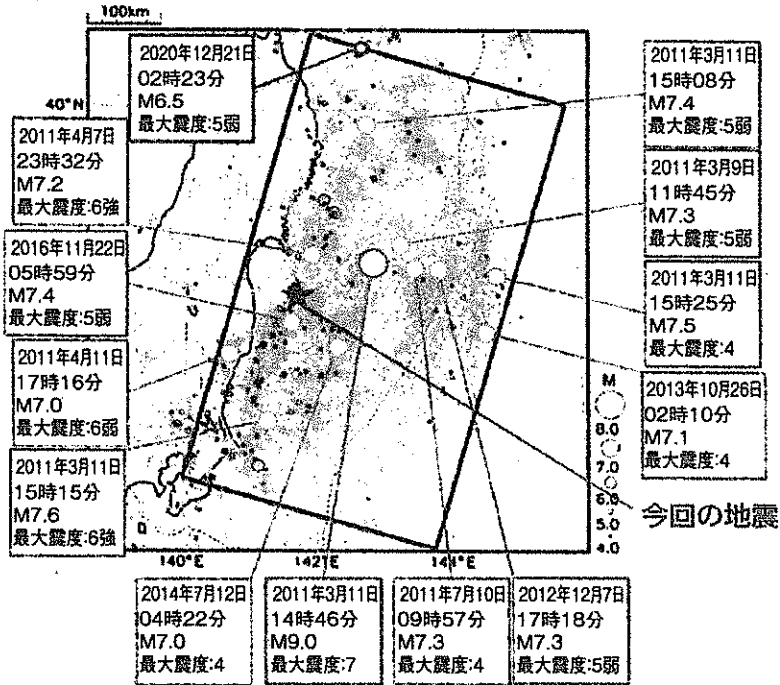 100km
40°N
2020年12月21日
02時23分
M6.5
最大震度:5弱
2011年4月7日
23時32分
M7.2
最大震度:6強
2016年11月22日
05時59分
M7.4
最大震度:5弱
2011年4月11日
17時16分
M7.0
最大震度:6弱
2011年3月11日
15時15分
M7.6
最大震度:6強
2011年3月11日
15時08分
M7.4
最大震度:5弱
2011年3月9日
11時45分
M7.3
最大震度:5弱
2011年3月11日
15時25分
M7.5
最大震度:4
2013年10月26日
02時10分
M7.1
最大震度:4
M
8.0
7.0
6.0
5.0
4.0
今回の地震
140°E
142°E
144°E
2014年7月12日
04時22分
M7.0
最大震度:4
2011年3月11日
14時46分
M9.0
最大震度:7
2011年7月10日
09時57分
M7.3
最大震度:4
2012年12月7日
17時18分
M7.3
最大震度:5弱